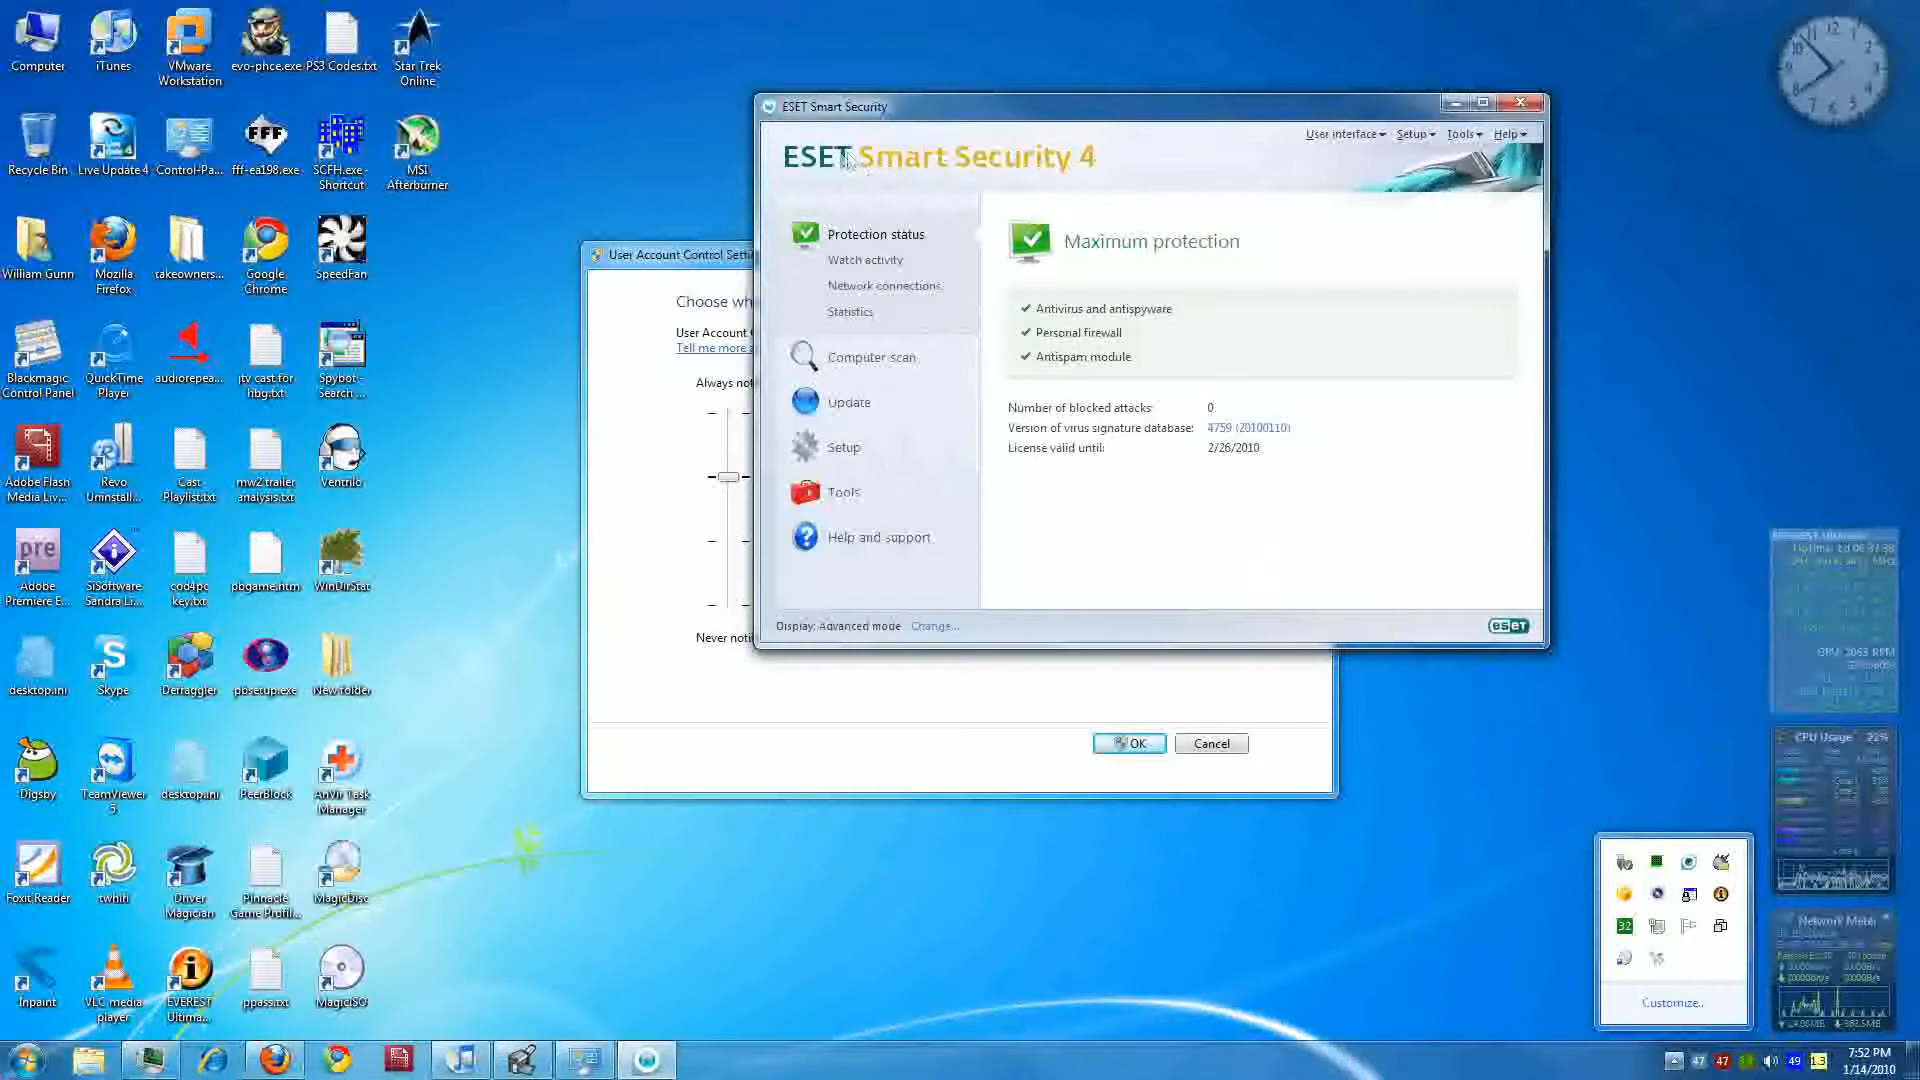 Computer
iTunes
VMware
Workstation
evo-phce.exe
PS3 Codes.txt
Star Trek
Online
Recycle Bin
Live Update 4
Control-Pa...
fff-ea198.exe
SCFH.exe -
Shortcut
MSI
Afterburner
William Gunn
Mozilla
Firefox
takeowners...
Google
Chrome
SpeedFan
Blackmagic
Control Panel
QuickTime
Player
audiorepea...
jtv cast for
hbg.txt
Spybot -
Search ...
Adobe Flash
Media Liv...
Revo
Uninstall...
Cast
Playlist.txt
mw2 trailer
analysis.txt
Ventrilo
Adobe
Premiere E...
SiSoftware
Sandra Li...
cod4pc
key.txt
pbgame.htm
WinDirStat
desktop.ini
Skype
Defraggler
pbsetup.exe
New folder
Digsby
TeamViewer
5
desktop.ini
PeerBlock
AnVir Task
Manager
Foxit Reader
twhirl
Driver
Magician
Pinnacle
Game Profil...
MagicDisc
Inpaint
VLC media
player
EVEREST
Ultima...
ppass.txt
MagicISO
User Account Control Setti
Choose wh
User Account C
Tell me more a
Always not
Never noti
OK
Cancel
ESET Smart Security
User interface
Setup
Tools
Help
ESET Smart Security 4
Protection status
Watch activity
Network connections
Statistics
Computer scan
Update
Setup
Tools
Help and support
Maximum protection
Antivirus and antispyware
Personal firewall
Antispam module
Number of blocked attacks: 0
Version of virus signature database: 4759 (20100110)
License valid until: 2/26/2010
Display: Advanced mode Change...
eset
CPU Usage 22%
Network Meter
32
Customize...
47
47
49
1.3
7:52 PM
1/14/2010